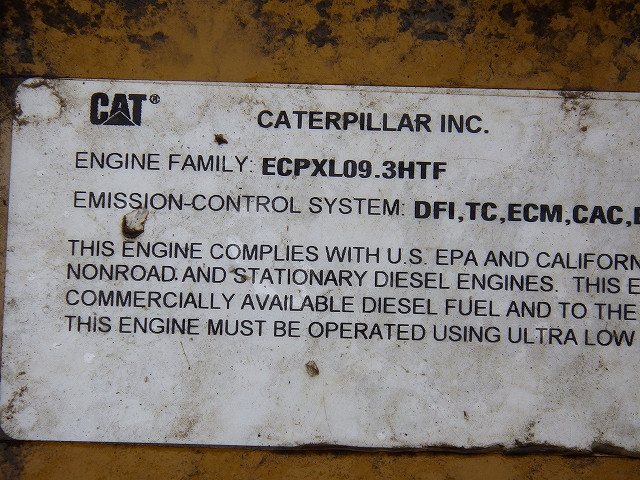 CAT®
CATERPILLAR INC.
ENGINE FAMILY: ECPXL09.3HTF
EMISSION-CONTROL SYSTEM: DFI,TC,ECM,CAC,
THIS ENGINE COMPLIES WITH U.S. EPA AND CALIFORN
NONROAD AND STATIONARY DIESEL ENGINES. THIS E
COMMERCIALLY AVAILABLE DIESEL FUEL AND TO THE
THIS ENGINE MUST BE OPERATED USING ULTRA LOW